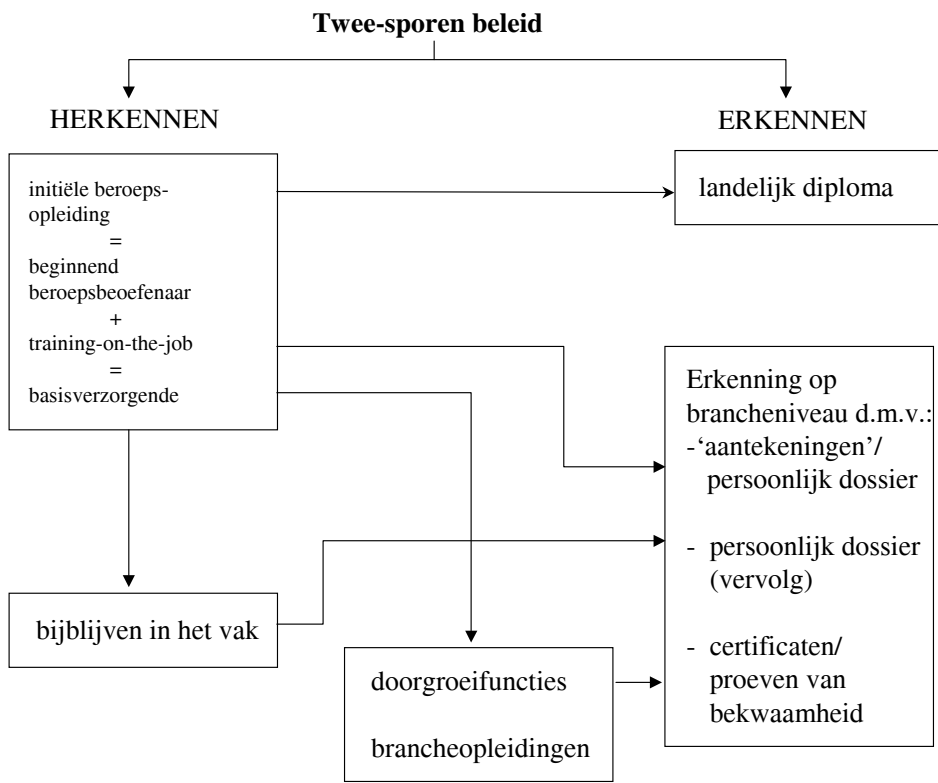 Twee-sporen beleid
HERKENNEN
ERKENNEN
initiële beroeps-
opleiding
=
beginnend
beroepsbeoefenaar
+
training-on-the-job
=
basisverzorgende
landelijk diploma
Erkenning op
brancheniveau d.m.v.:
-‘aantekeningen’/
persoonlijk dossier
- persoonlijk dossier
(vervolg)
- certificaten/
proeven van
bekwaamheid
bijblijven in het vak
doorgroeifuncties
brancheopleidingen